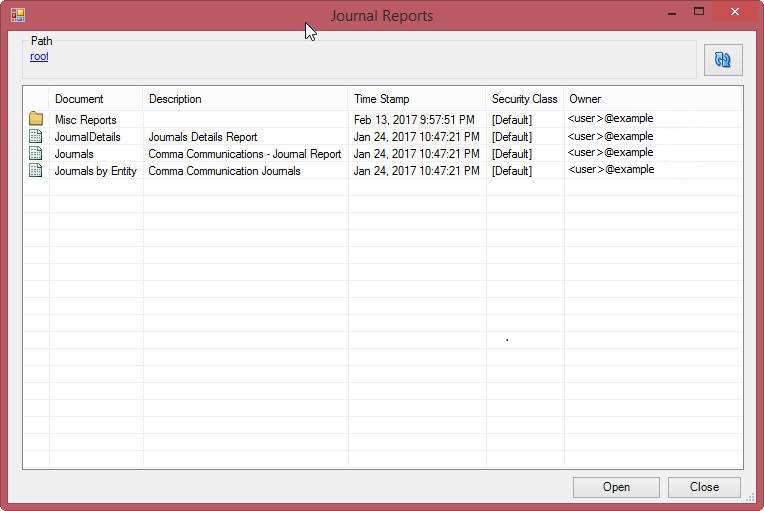 Journal Reports
Path
root
Document Description Time Stamp Security Class Owner
Misc Reports Feb 13, 2017 9:57:51 PM [Default] <user>@example
JournalDetails Journals Details Report Jan 24, 2017 10:47:21 PM [Default] <user>@example
Journals Comma Communications - Journal Report Jan 24, 2017 10:47:21 PM [Default] <user>@example
Journals by Entity Comma Communication Journals Jan 24, 2017 10:47:21 PM [Default] <user>@example
Open Close